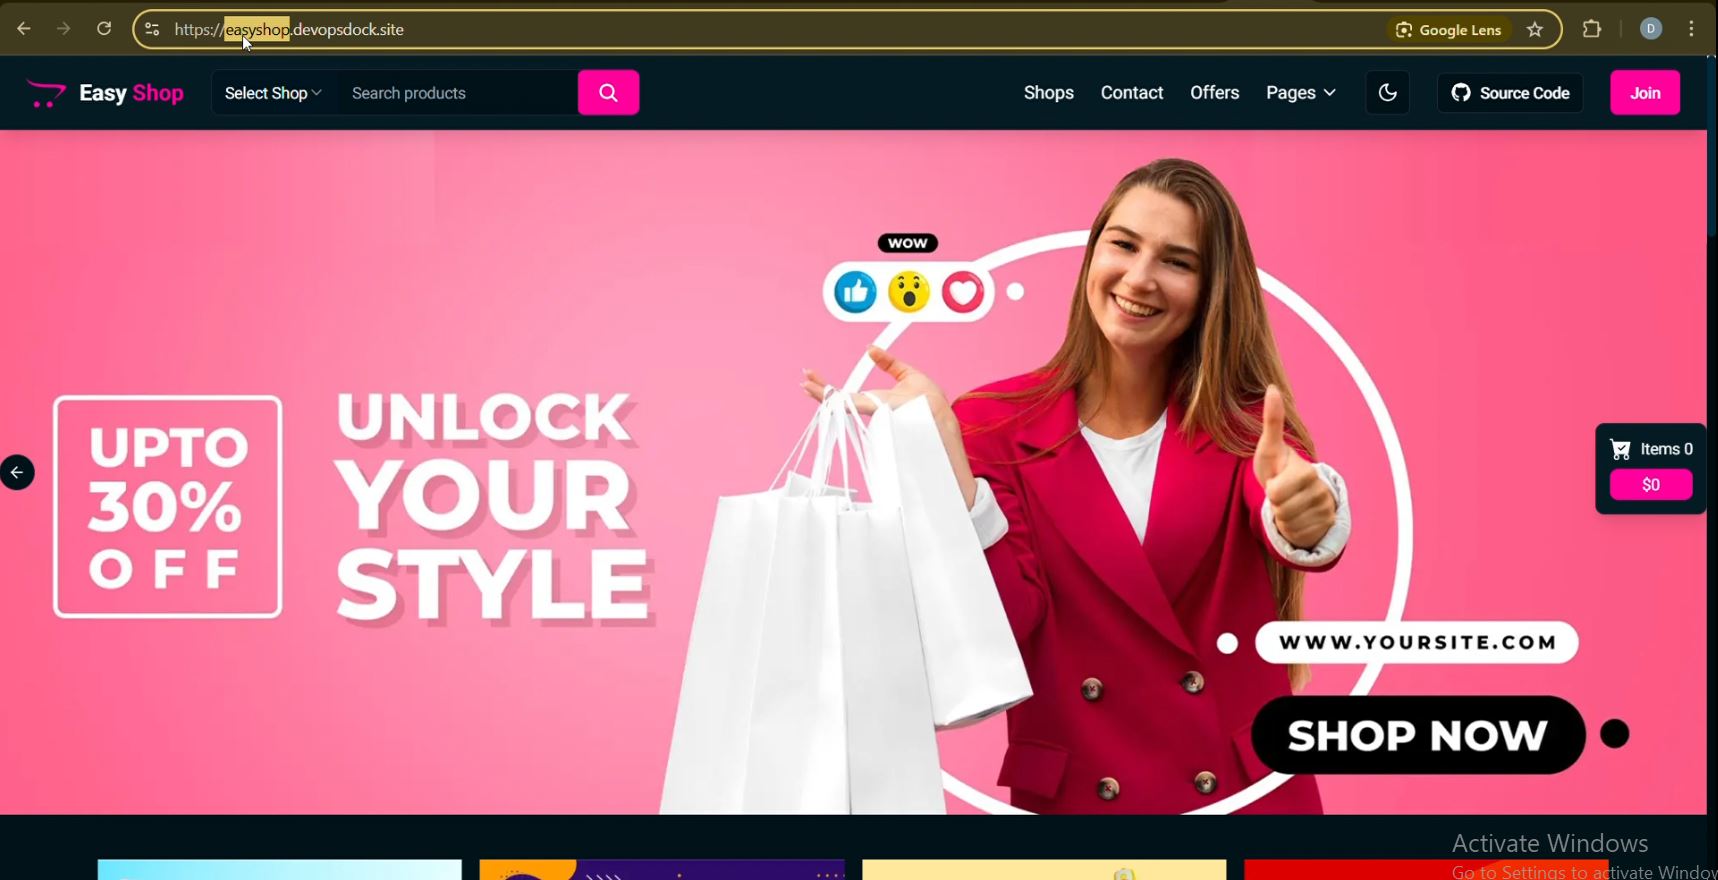 https://easyshop.devopsdock.site
Google Lens
D
Easy Shop
Select Shop
Search products
Shops
Contact
Offers
Pages
Source Code
Join
WOW
UPTO
30%
OFF
UNLOCK
YOUR
STYLE
Items 0
$0
WWW.YOURSITE.COM
SHOP NOW
Activate Windows
Go to Settings to activate Window